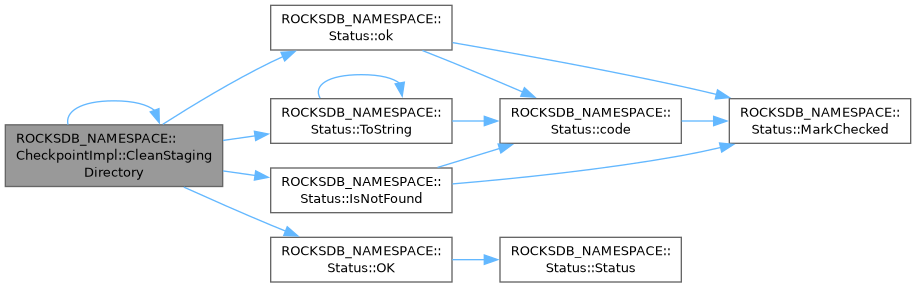 ROCKSDB_NAMESPACE::
CheckpointImpl::CleanStaging
Directory
ROCKSDB_NAMESPACE::
Status::ok
ROCKSDB_NAMESPACE::
Status::ToString
ROCKSDB_NAMESPACE::
Status::IsNotFound
ROCKSDB_NAMESPACE::
Status::OK
ROCKSDB_NAMESPACE::
Status::code
ROCKSDB_NAMESPACE::
Status::Status
ROCKSDB_NAMESPACE::
Status::MarkChecked